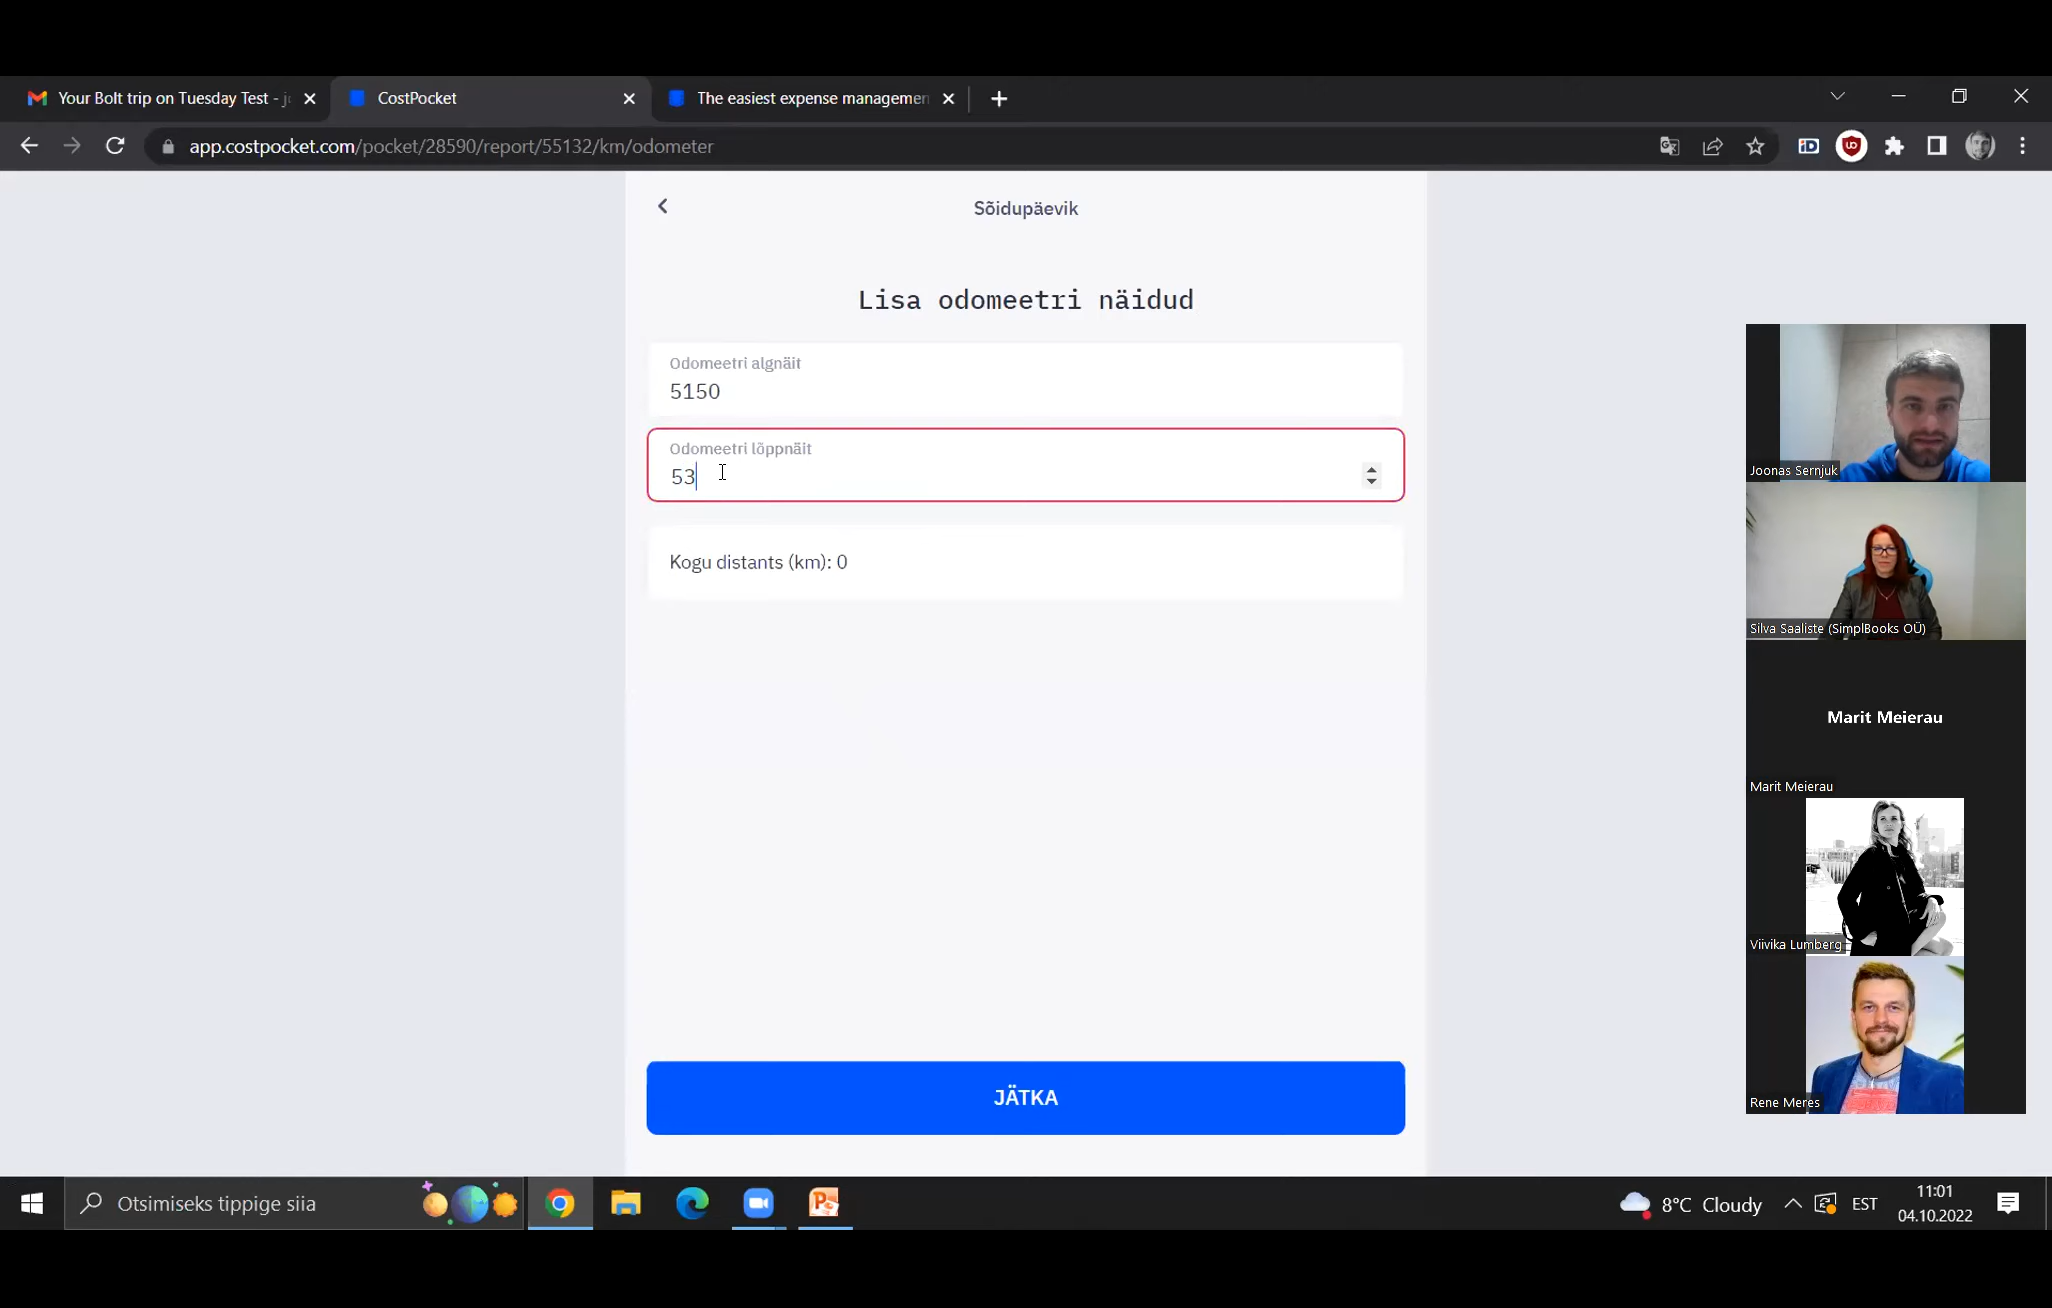 Your Bolt trip on Tuesday Test - j
CostPocket
The easiest expense managemen
app.costpocket.com/pocket/28590/report/55132/km/odometer
iD
Sõidupäevik
Lisa odomeetri näidud
Odomeetri algnäit
5150
Odomeetri lõppnäit
53
Kogu distants (km): 0
JÄTKA
Joonas Sernjuk
Silva Saaliste (SimplBooks OÜ)
Marit Meierau
Marit Meierau
Viivika Lumberg
Rene Meres
Otsimiseks tippige siia
8°C Cloudy
EST
11:01
04.10.2022